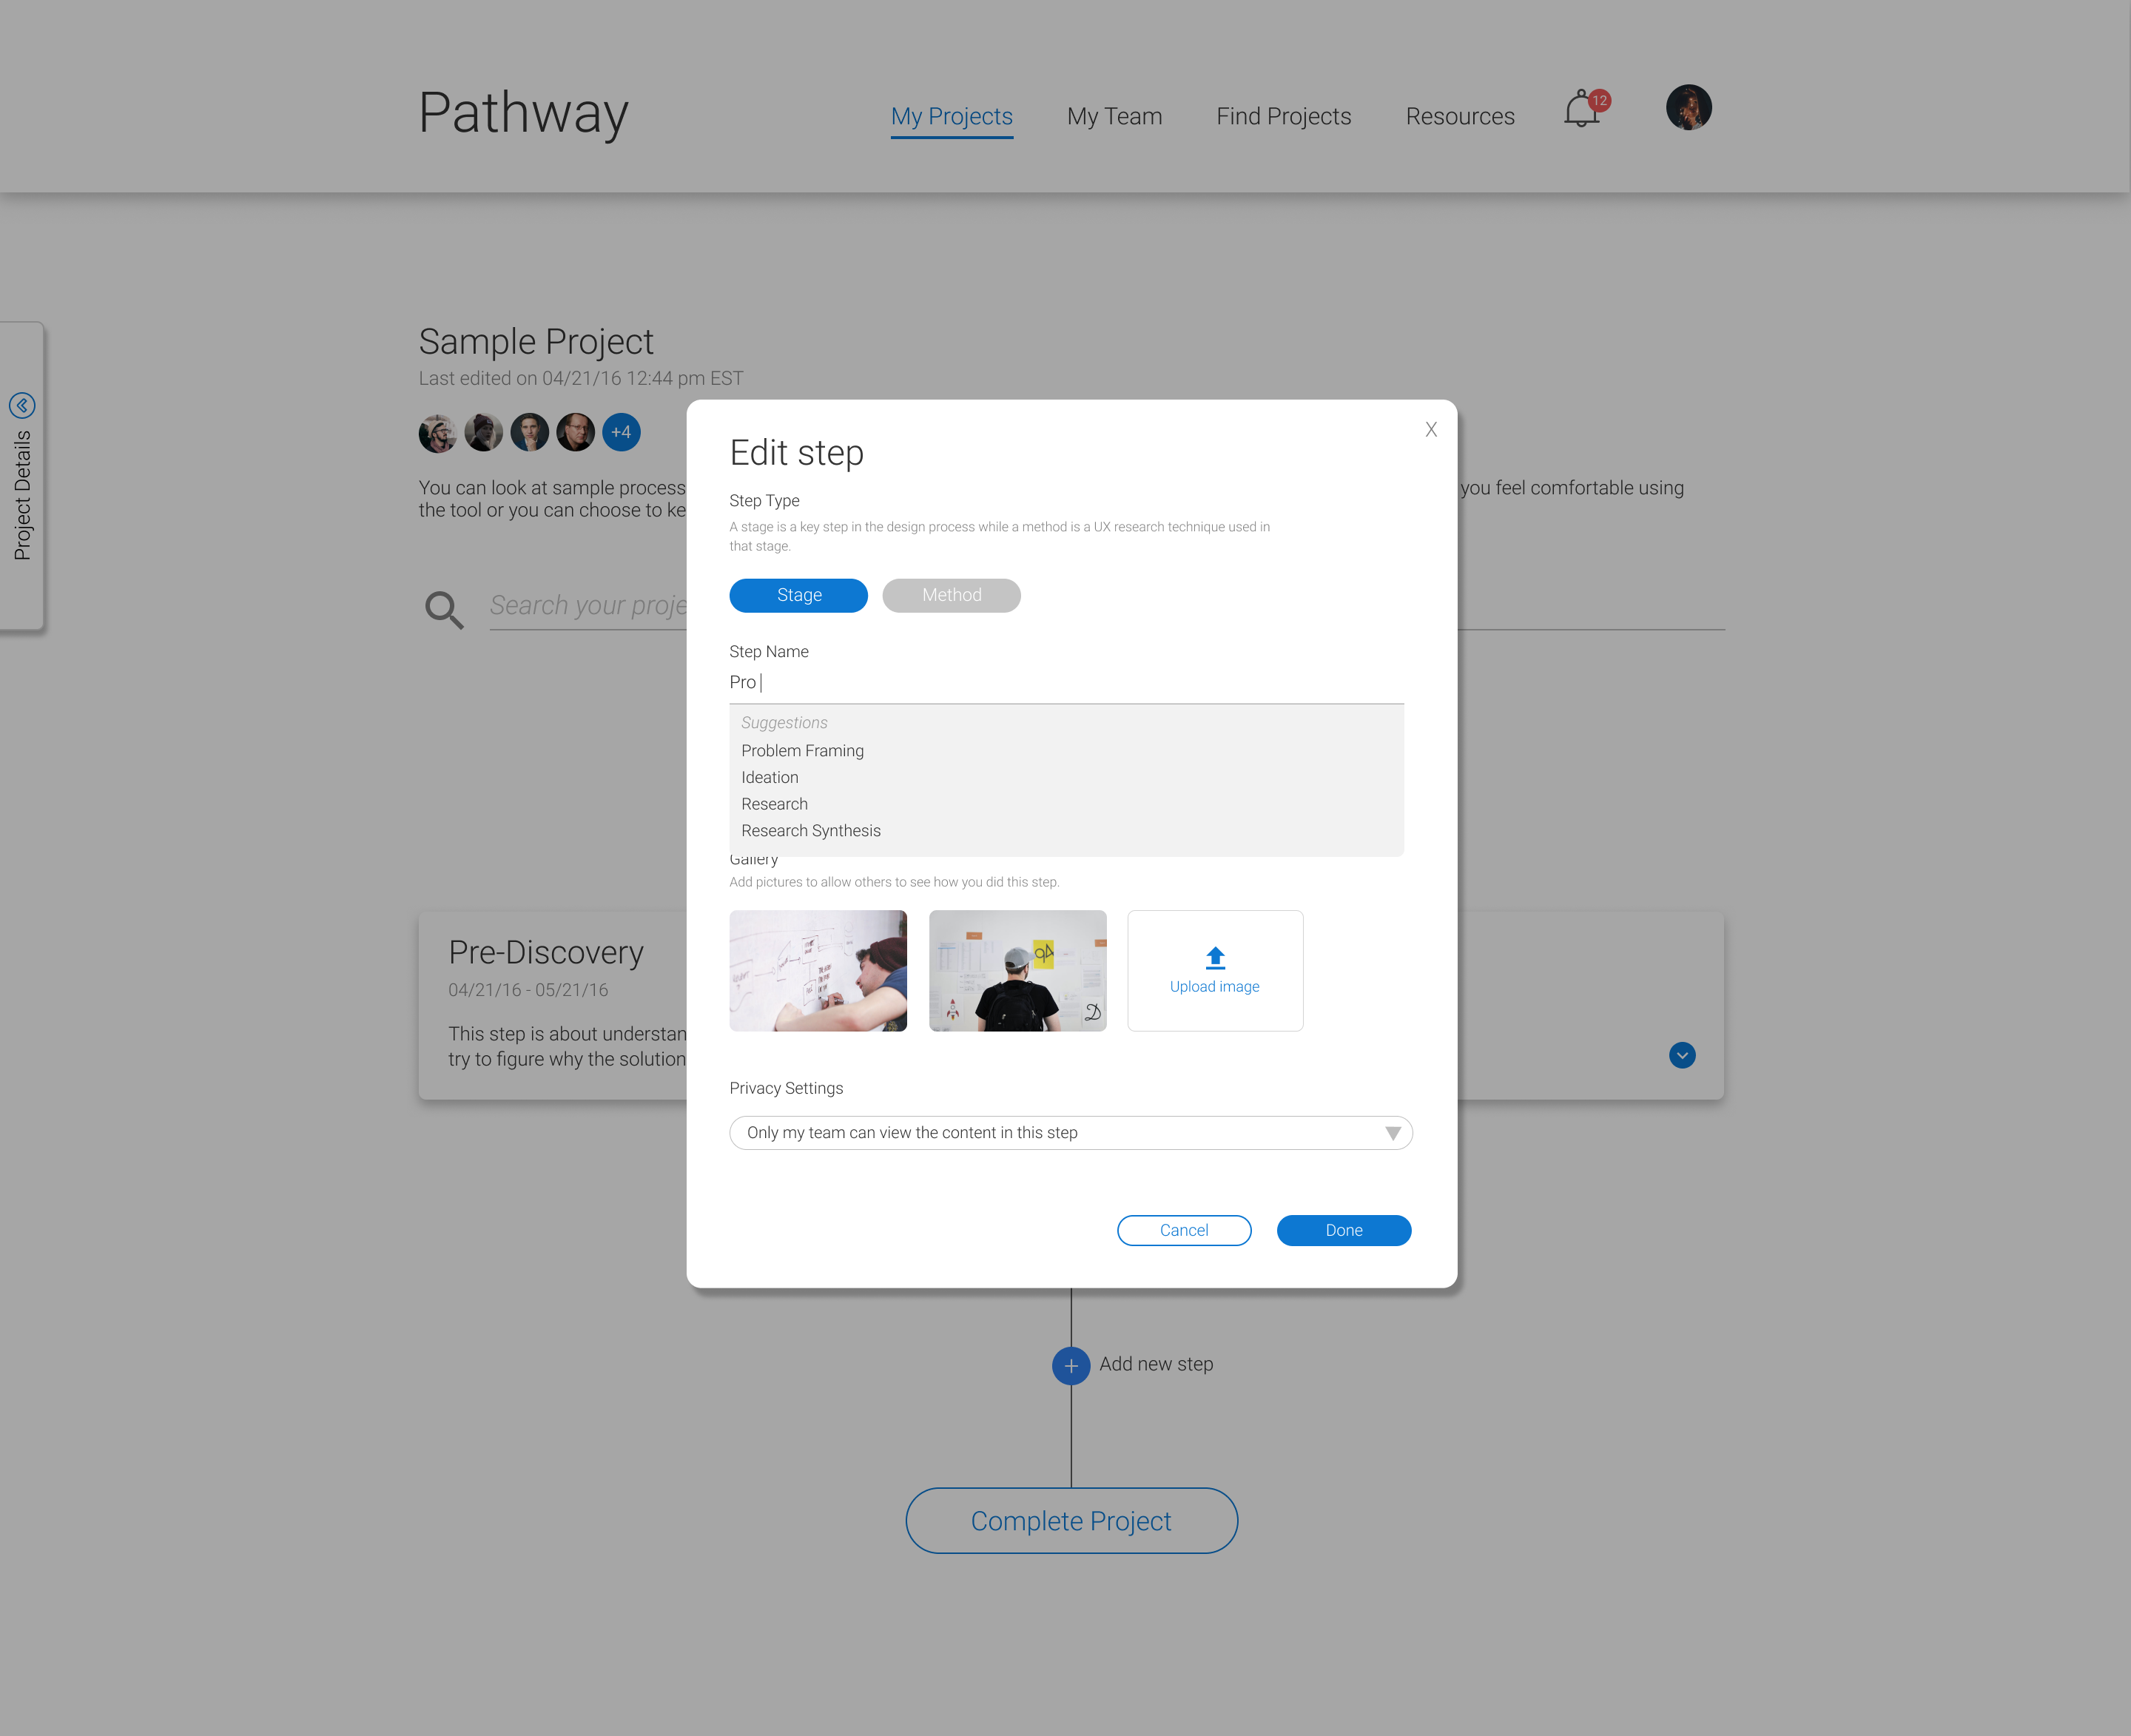 Pathway
My Projects
My Team
Find Projects
Resources
12
Project Details
Sample Project
Last edited on 04/21/16 12:44 pm EST
+4
You can look at sample process
you feel comfortable using
the tool or you can choose to ke
Search your proje
Edit step
X
Step Type
A stage is a key step in the design process while a method is a UX research technique used in
that stage.
Stage
Method
Step Name
Pro
Suggestions
Problem Framing
Ideation
Research
Research Synthesis
Gallery
Add pictures to allow others to see how you did this step.
Upload image
Privacy Settings
Only my team can view the content in this step
Cancel
Done
Pre-Discovery
04/21/16 - 05/21/16
This step is about understan
try to figure why the solution
+ Add new step
Complete Project